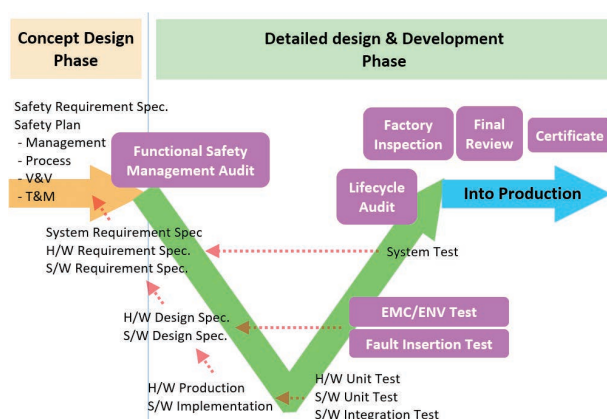 Concept Design
Phase
Detailed design & Development
Phase
Safety Requirement Spec.
Safety Plan
- Management
- Process
- V&V
- T&M
Functional Safety
Management Audit
Factory
Inspection
Final
Review
Certificate
Lifecycle
Audit
Into Production
System Requirement Spec
H/W Requirement Spec.
S/W Requirement Spec.
System Test
H/W Design Spec.
S/W Design Spec.
EMC/ENV Test
Fault Insertion Test
H/W Production
S/W Implementation
H/W Unit Test
S/W Unit Test
S/W Integration Test